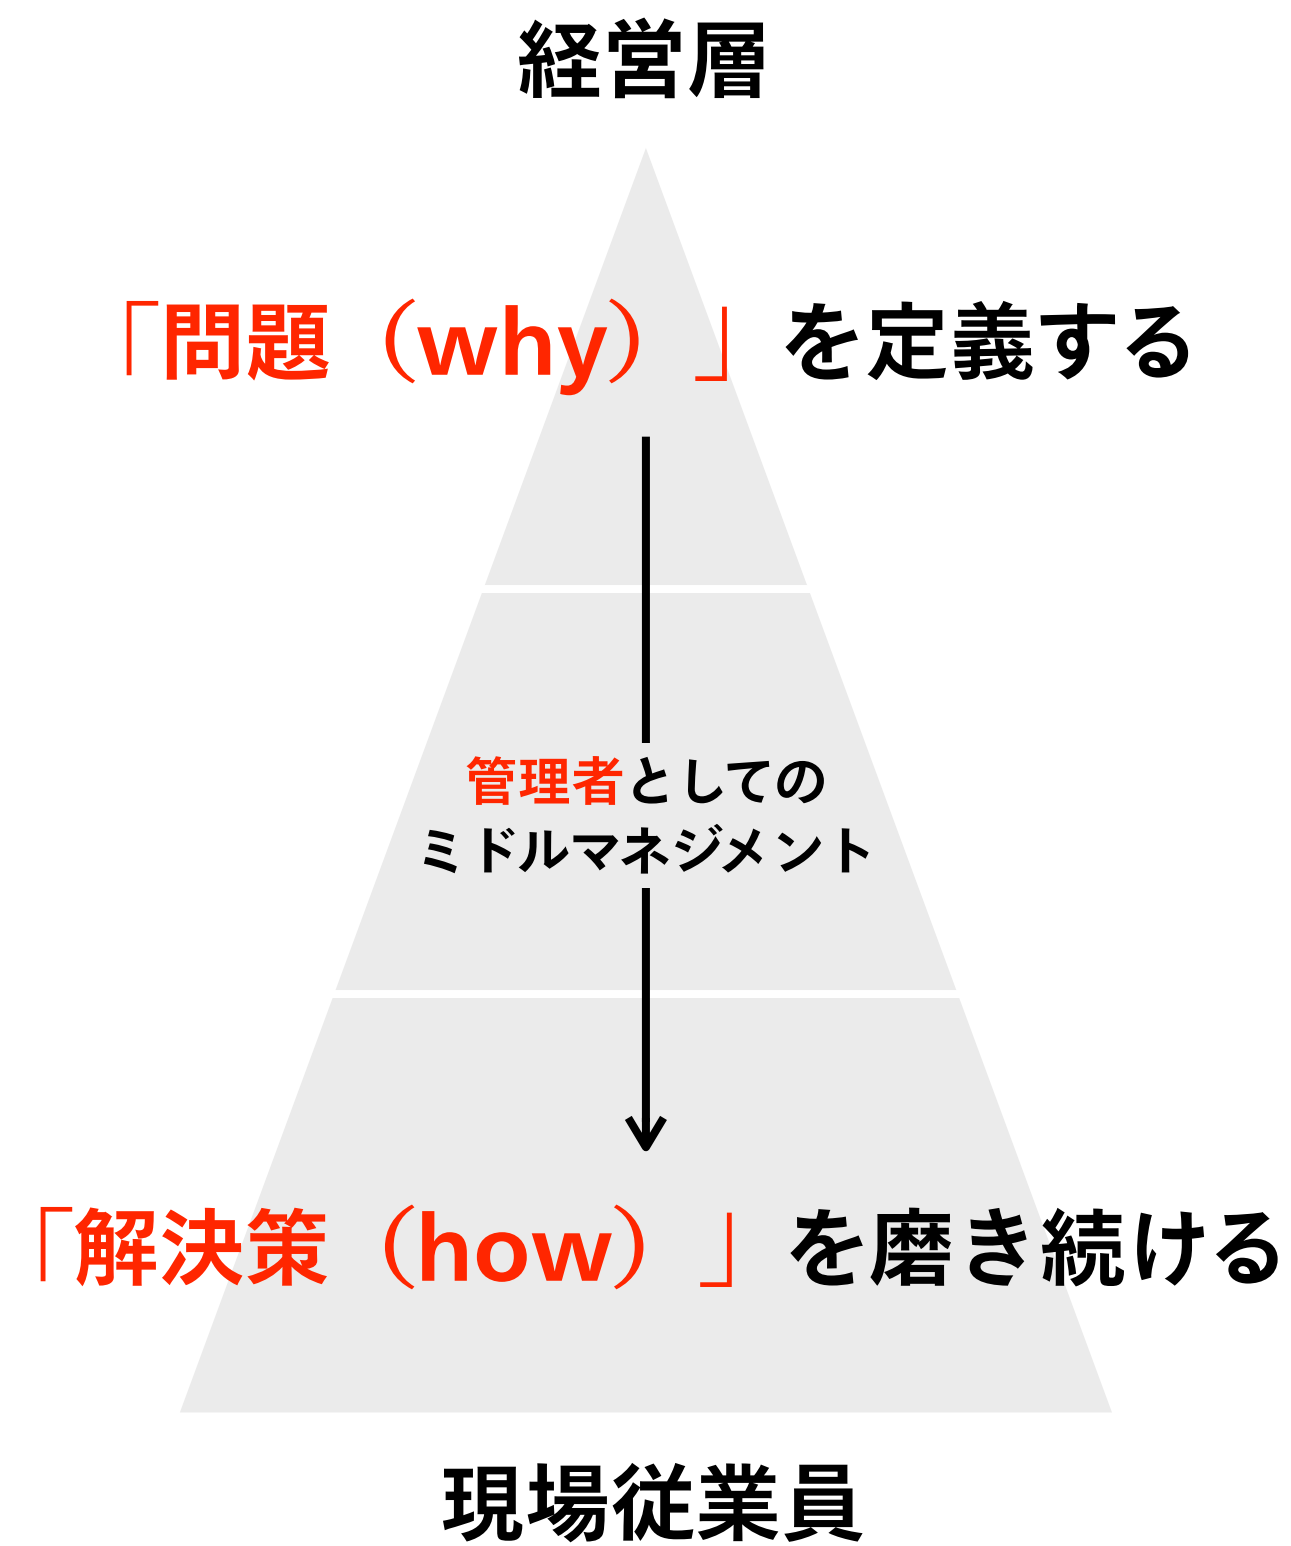 経営層
「問題（why）」を定義する
管理者としての
ミドルマネジメント
「解決策（how）」を磨き続ける
現場従業員